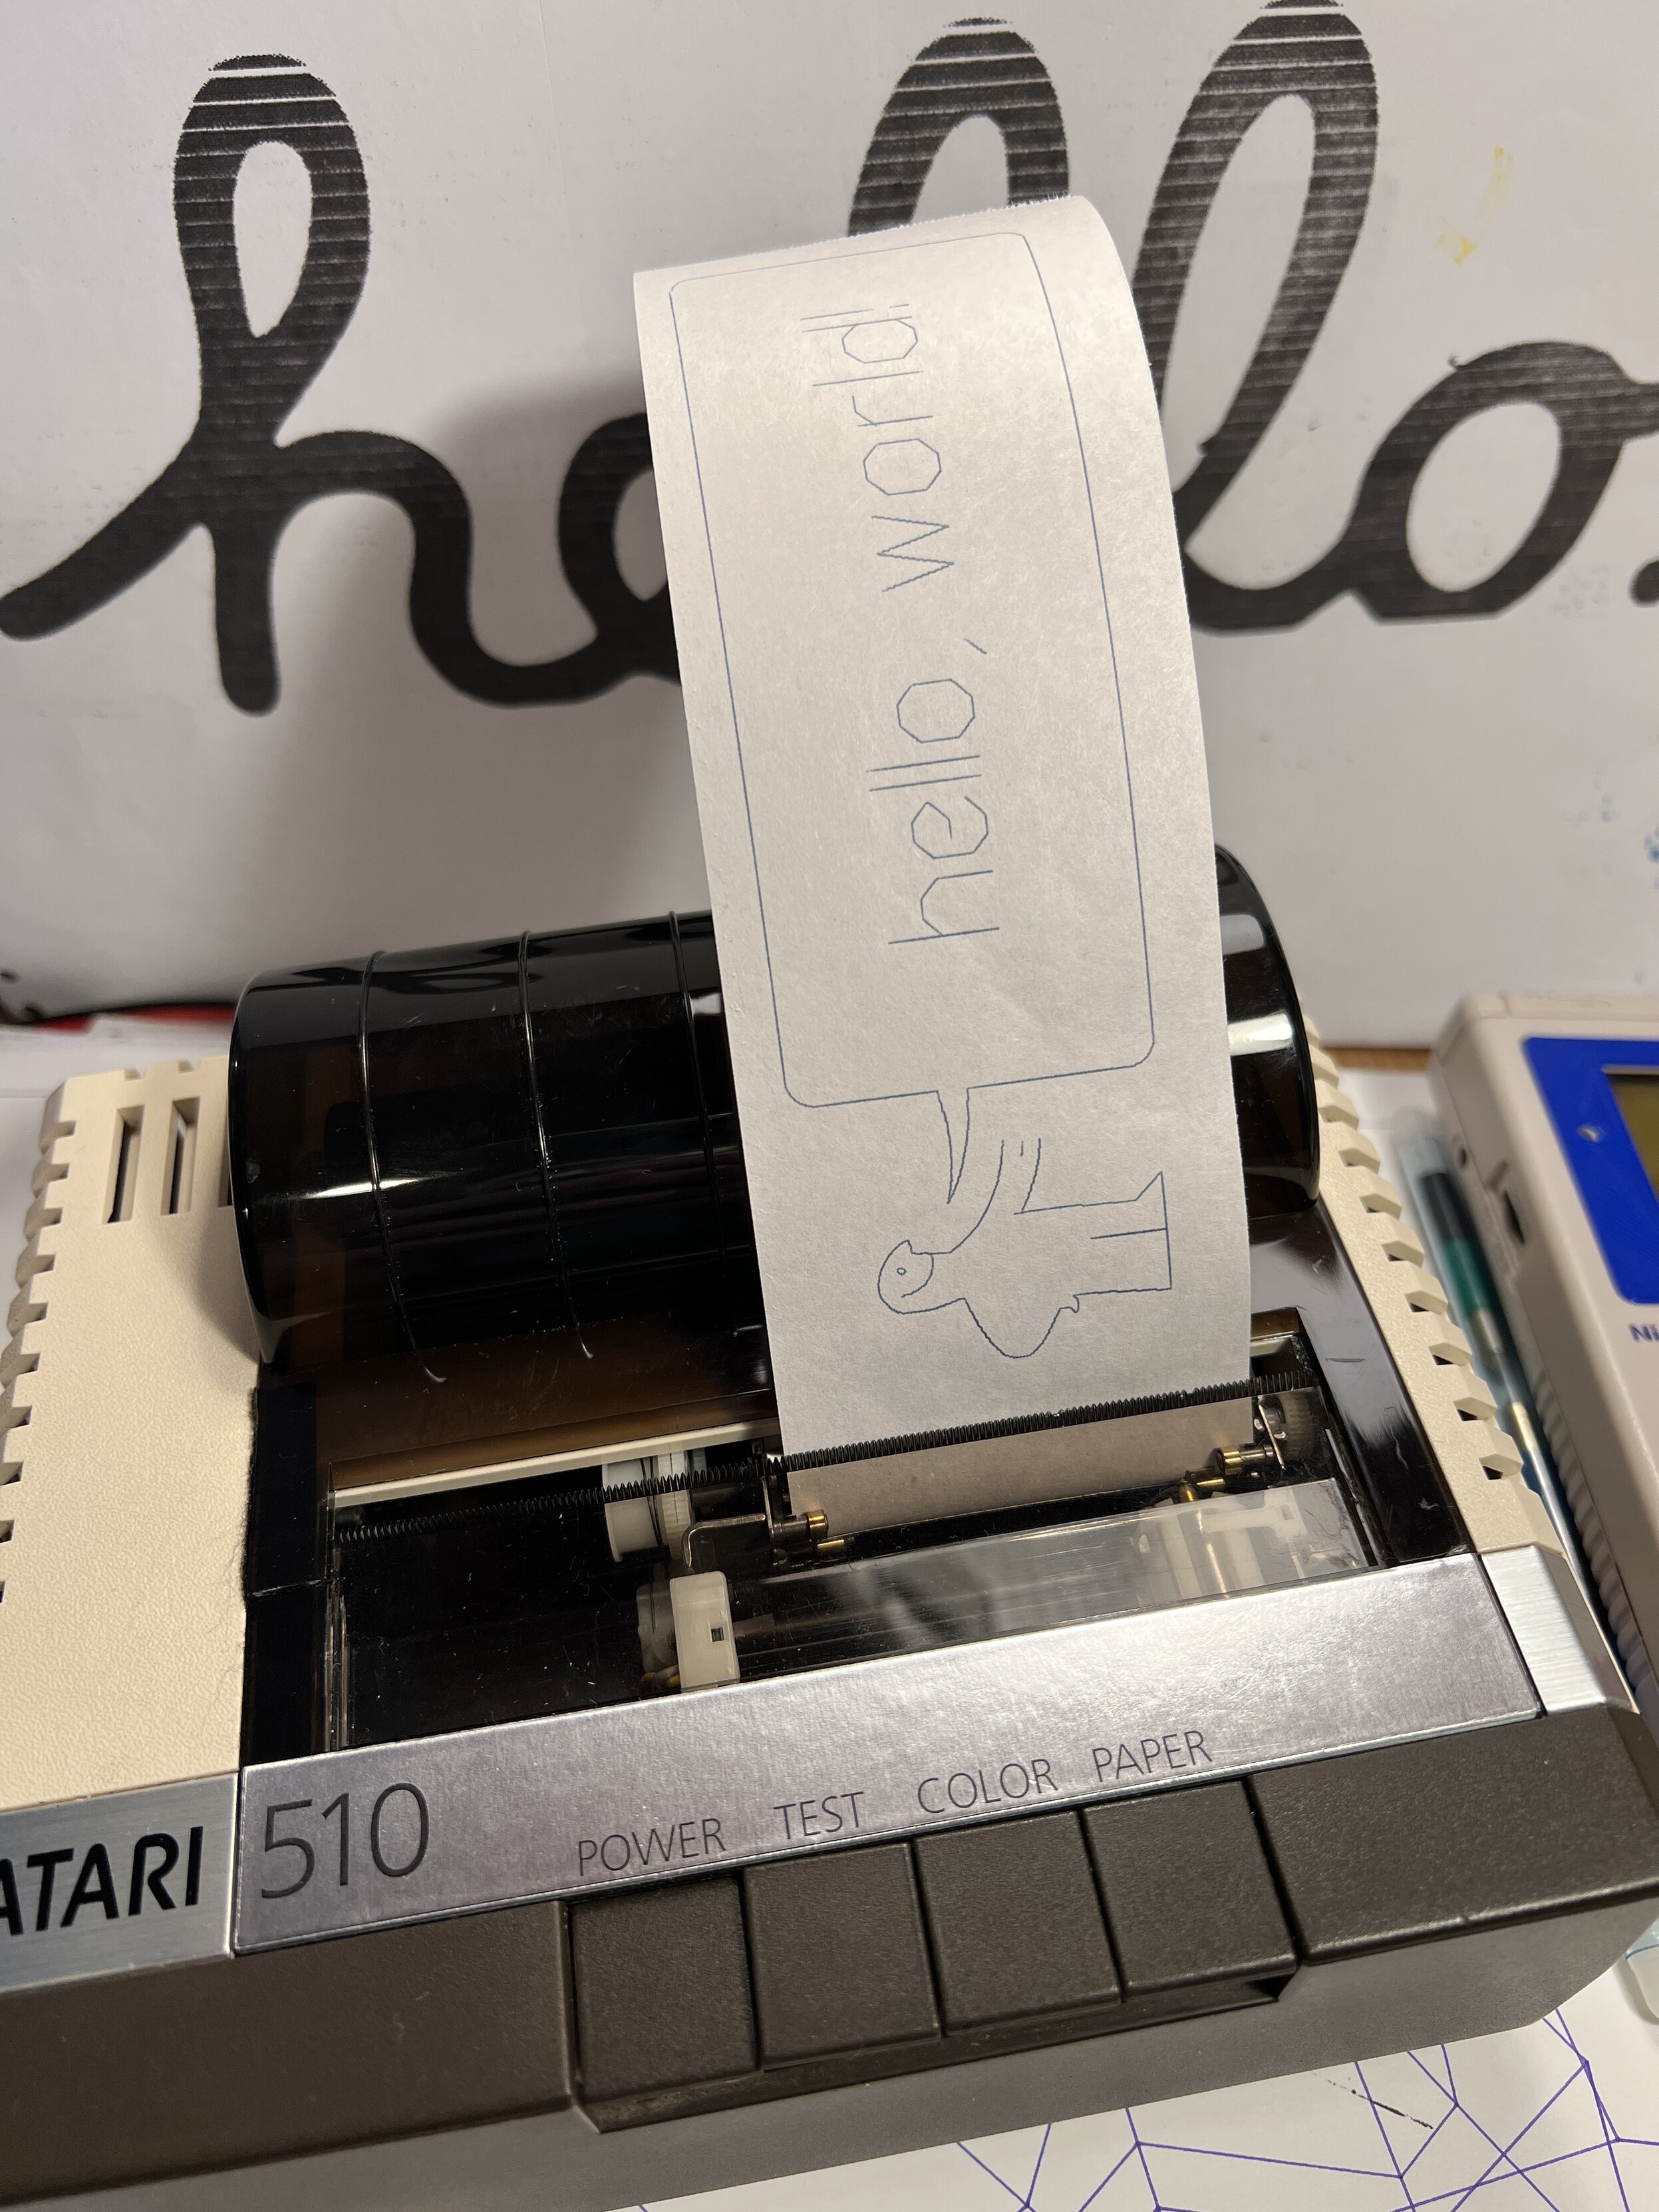 hello.
hello, world!
ATARI 510
POWER TEST COLOR PAPER